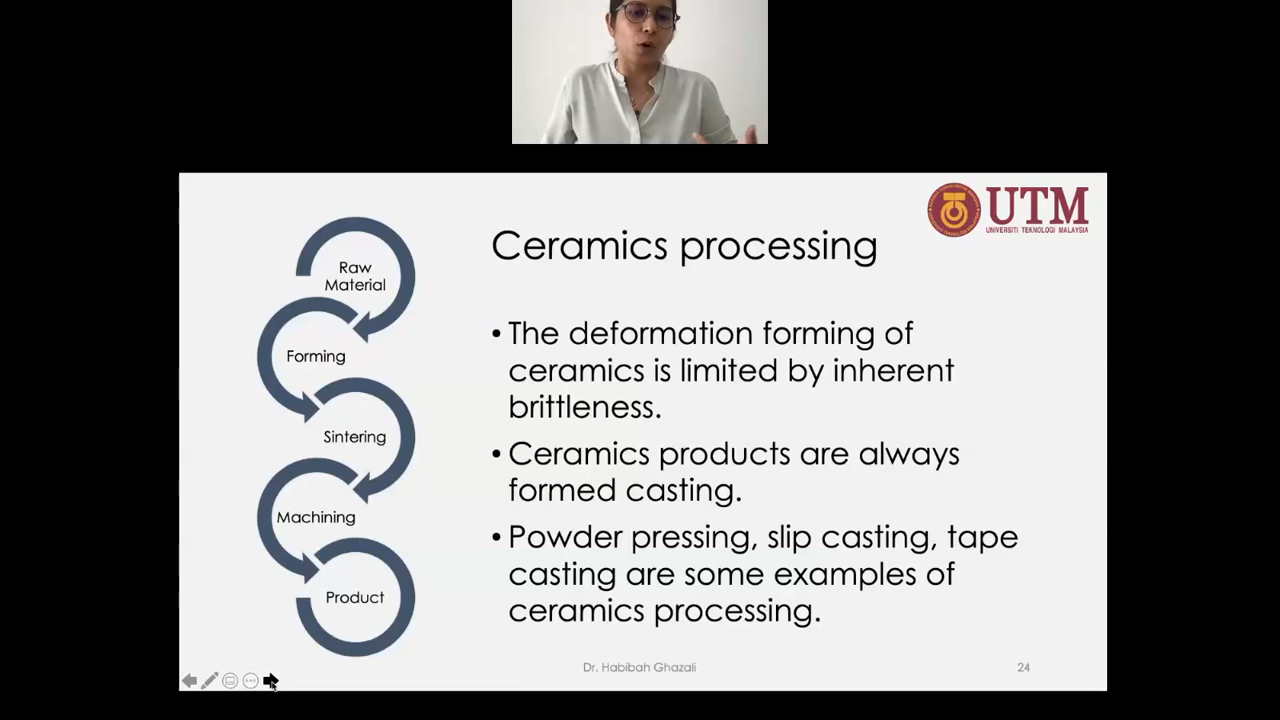 UTM
UNIVERSITI TEKNOLOGI MALAYSIA
Ceramics processing
Raw
Material
Forming
Sintering
Machining
Product
• The deformation forming of
ceramics is limited by inherent
brittleness.
• Ceramics products are always
formed casting.
• Powder pressing, slip casting, tape
casting are some examples of
ceramics processing.
Dr. Habibah Ghazali
24